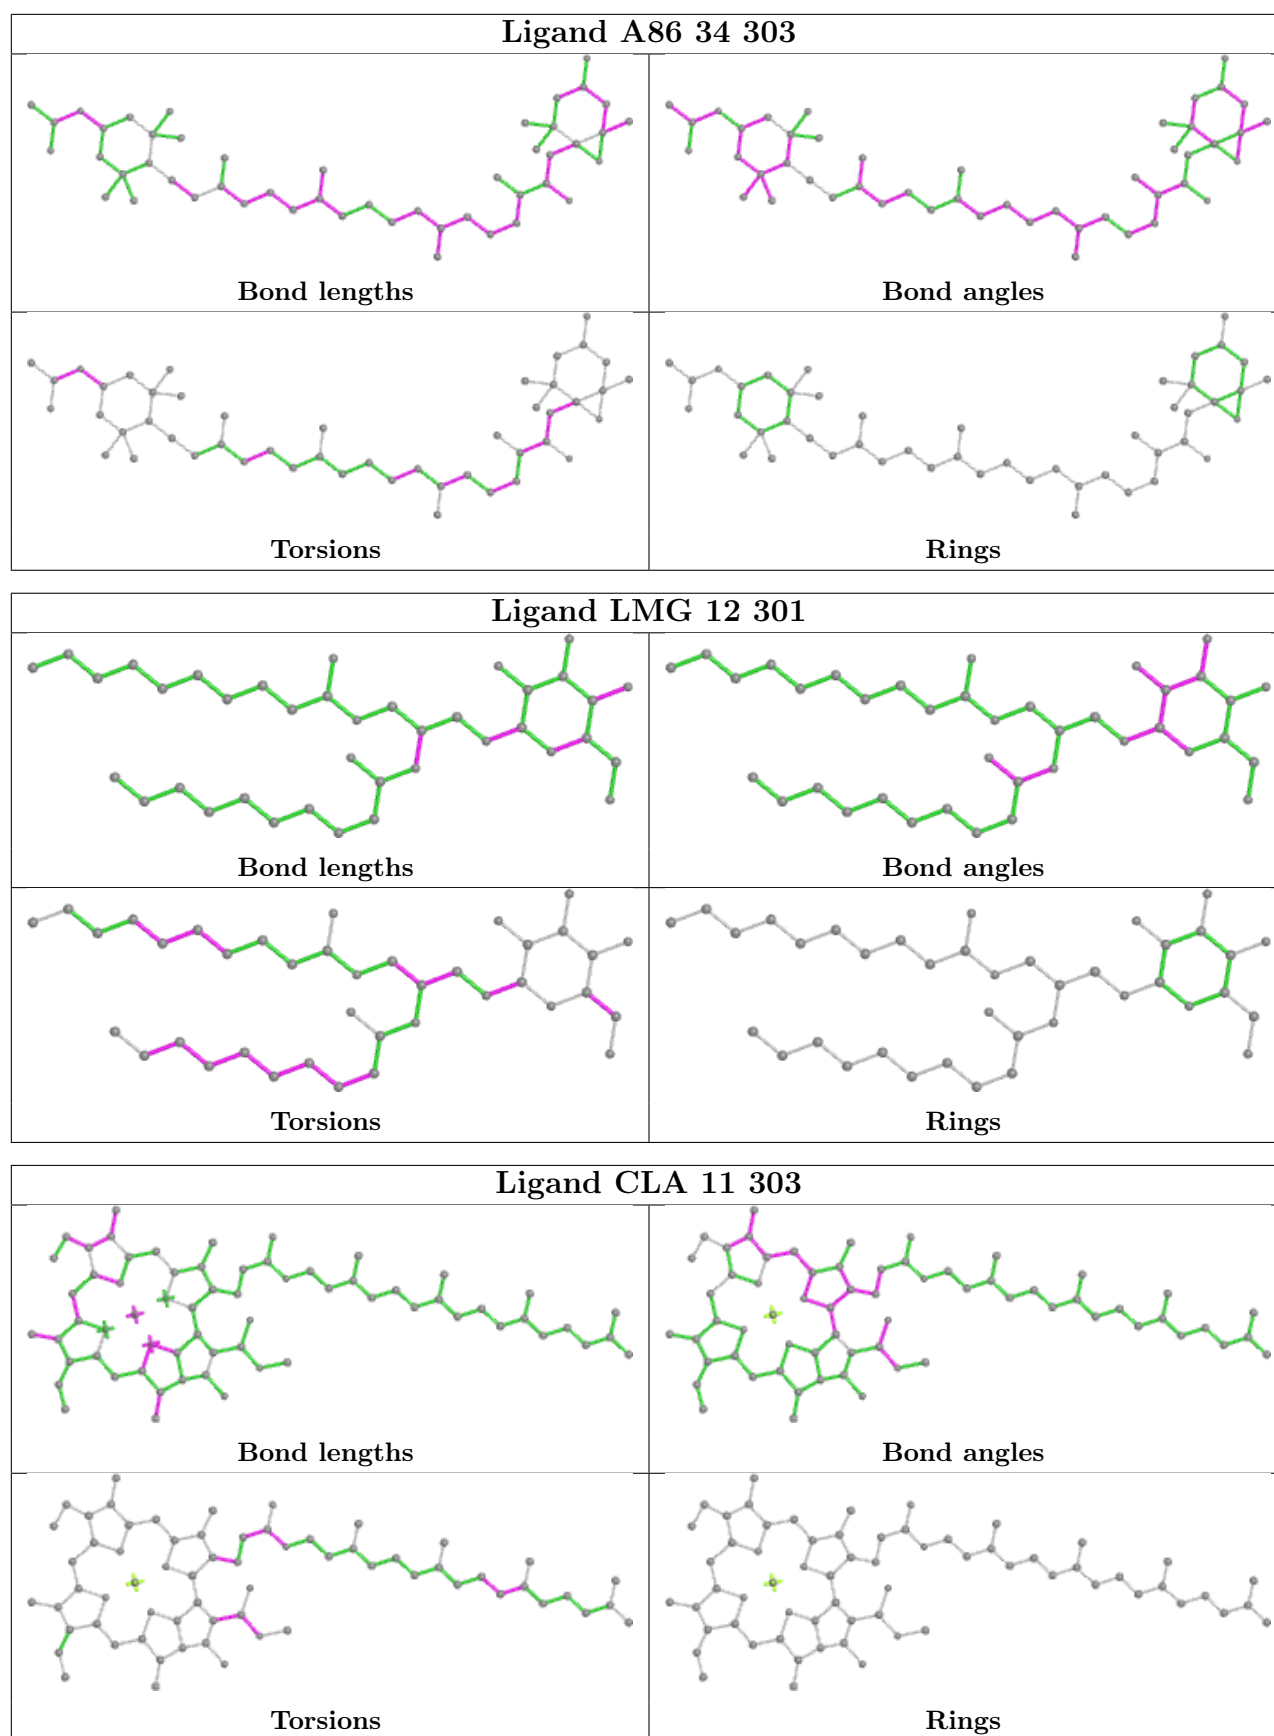 Ligand A86 34 303
Bond lengths
Bond angles
Torsions
Rings
Ligand LMG 12 301
Bond lengths
Bond angles
Torsions
Rings
Ligand CLA 11 303
Bond lengths
Bond angles
Torsions
Rings